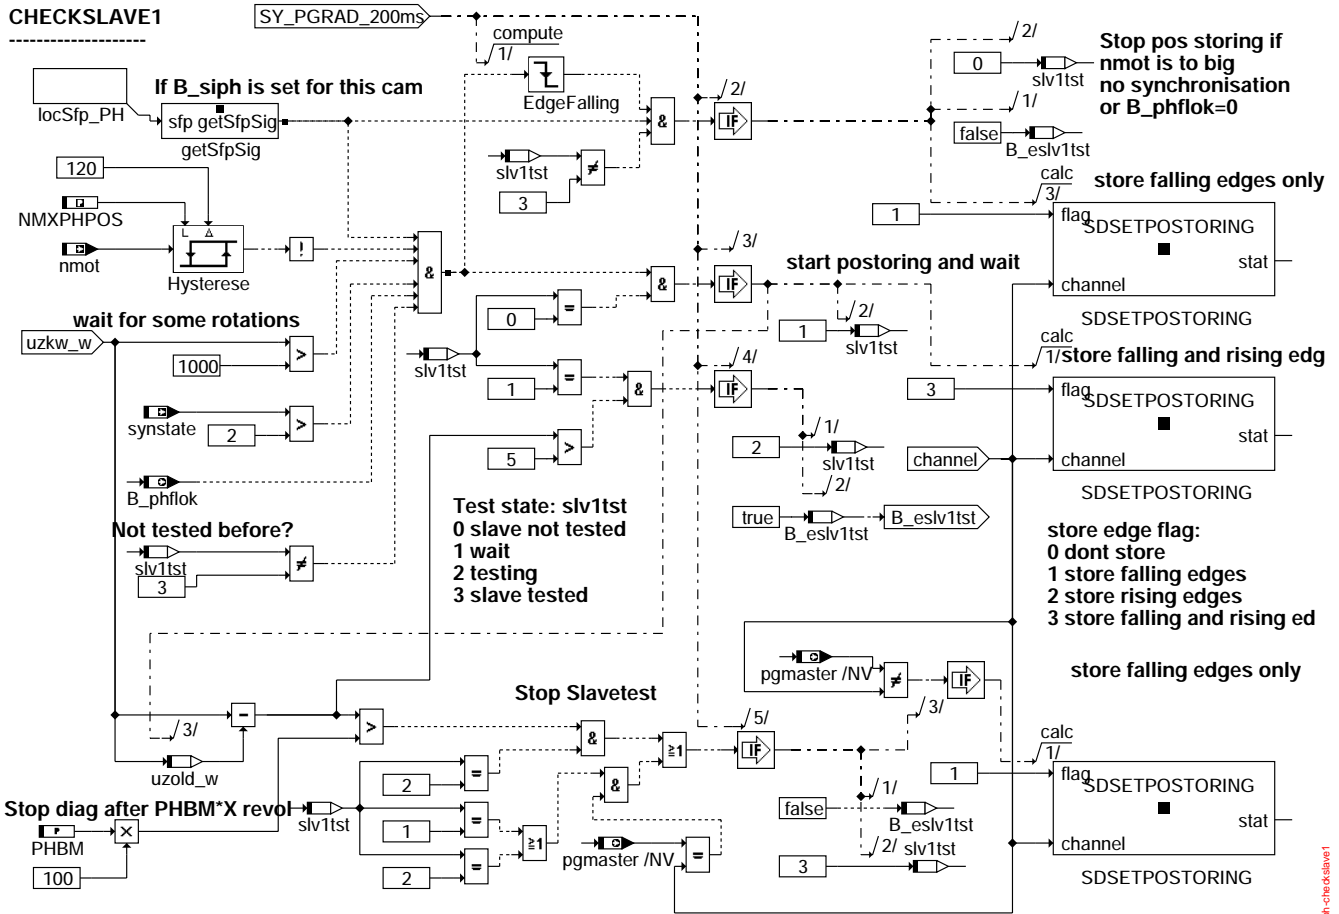 CHECKSLAVE1
--------------------
SY_PGRAD_200ms
compute
1/
EdgeFalling
/2/
2/
0
slv1tst
1/
false
B_eslv1tst
calc
3/
Stop pos storing if
nmot is to big
no synchronisation
or B_phflok=0
If B_siph is set for this cam
locSfp_PH
sfp getSfpSig
getSfpSig
&
IF
slv1tst
≠
3
120
NMXPHPOS
P
L
Δ
nmot
Hysterese
!
&
store falling edges only
1
flag
SDSETPOSTORING
stat
channel
SDSETPOSTORING
3/
start postoring and wait
&
IF
=
0
2/
1
slv1tst
calc
1/
store falling and rising edg
wait for some rotations
uzkw_w
1000
>
slv1tst
=
1
&
4/
IF
3
flag
SDSETPOSTORING
stat
channel
SDSETPOSTORING
synstate
2
>
>
5
1/
2
slv1tst
2/
channel
B_phflok
true
B_eslv1tst
B_eslv1tst
Not tested before?
slv1tst
3
≠
Test state: slv1tst
0 slave not tested
1 wait
2 testing
3 slave tested
store edge flag:
0 dont store
1 store falling edges
2 store rising edges
3 store falling and rising ed
pgmaster /NV
≠
IF
store falling edges only
Stop Slavetest
3/
-
uzold_w
>
&
≥1
5/
IF
3/
calc
1/
1
flag
SDSETPOSTORING
stat
channel
SDSETPOSTORING
Stop diag after PHBM*X revol
P
PHBM
X
100
slv1tst
2
=
1
=
2
=
≥1
&
pgmaster /NV
=
1/
false
B_eslv1tst
2/
slv1tst
3
h-checkslave1